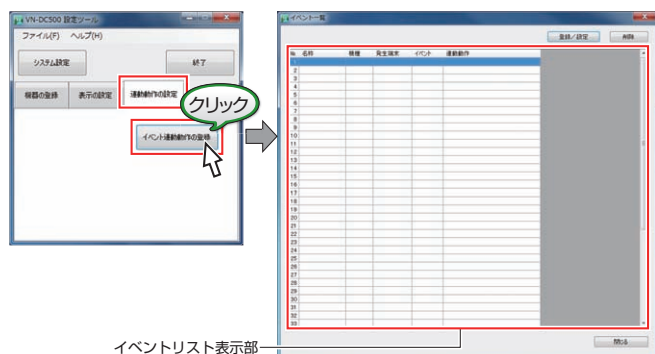 VN-DC500 設定ツール
ファイル(F) ヘルプ(H)
システム設定
終了
機器の登録
表示の設定
連動動作の設定
クリック
イベント連動動作の登録
イベント一覧
登録/設定
削除
№ 名称 機種 発生端末 イベント 連動動作
1
2
3
4
5
6
7
8
9
10
11
12
13
14
15
16
17
18
19
20
21
22
23
24
25
26
27
28
29
30
31
32
33
閉じる
イベントリスト表示部